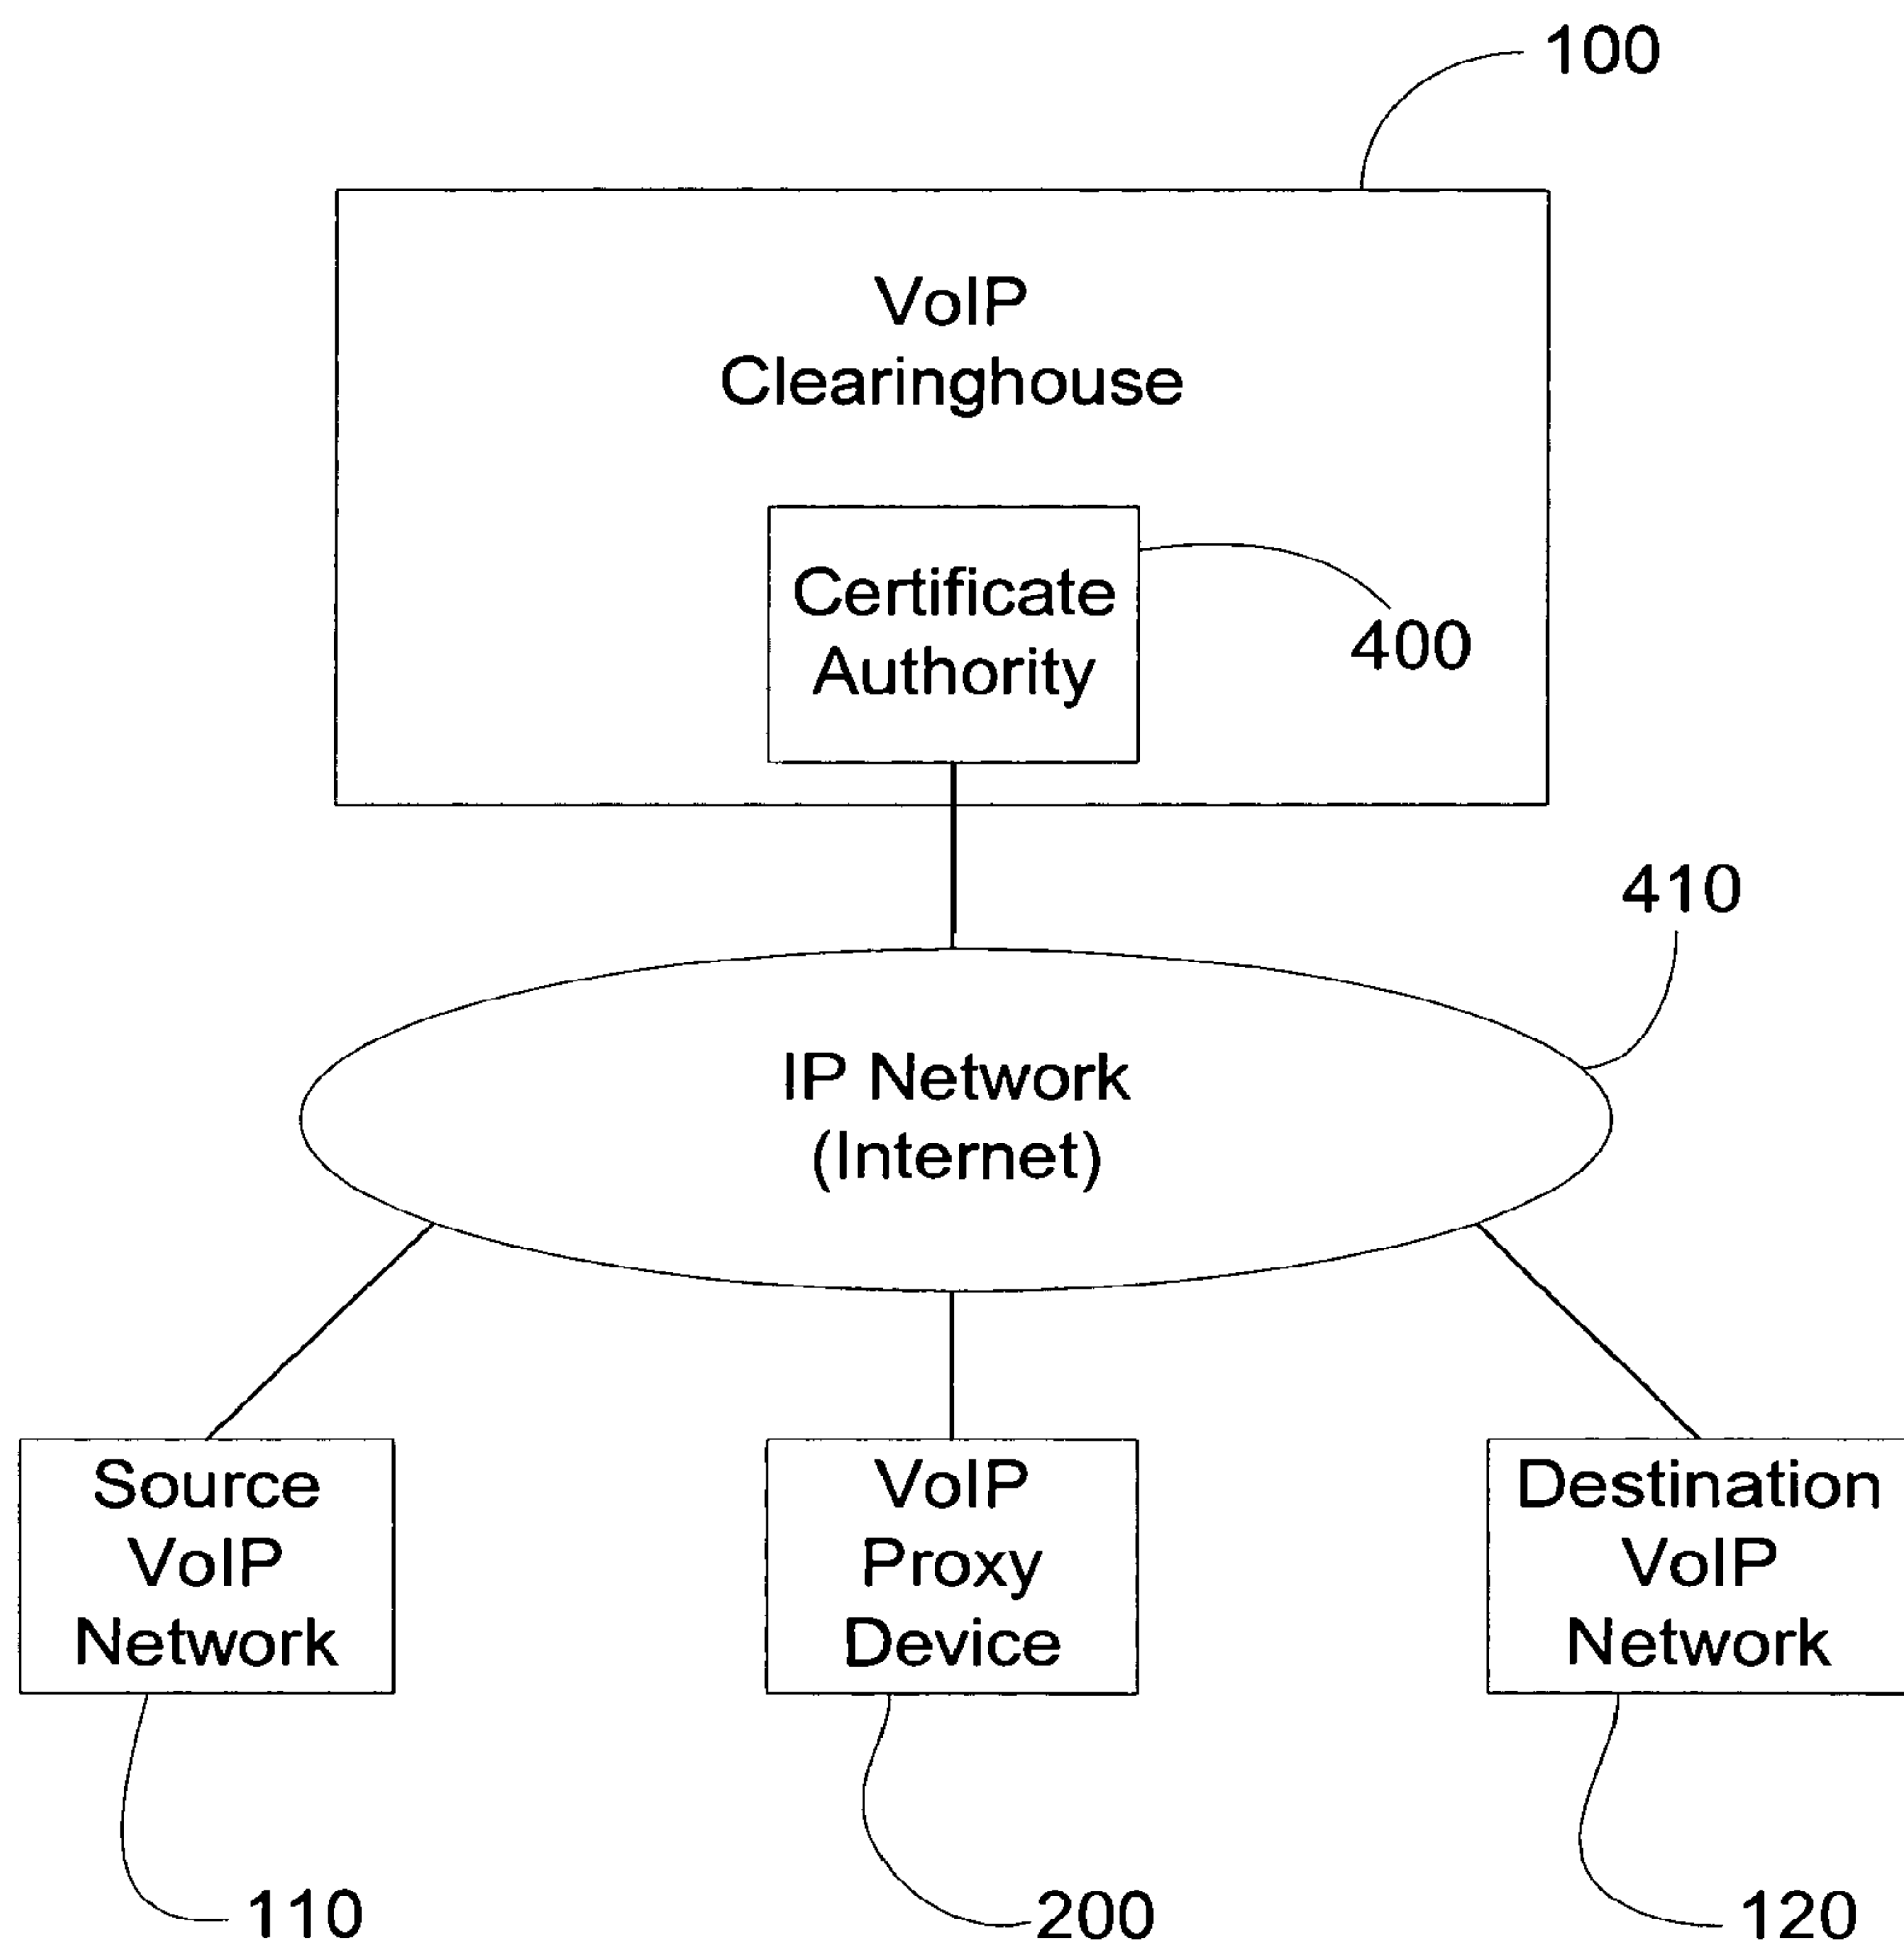 100
VoIP
Clearinghouse
Certificate
Authority
400
410
IP Network
(Internet)
Source
VoIP
Network
VoIP
Proxy
Device
Destination
VoIP
Network
110
200
120